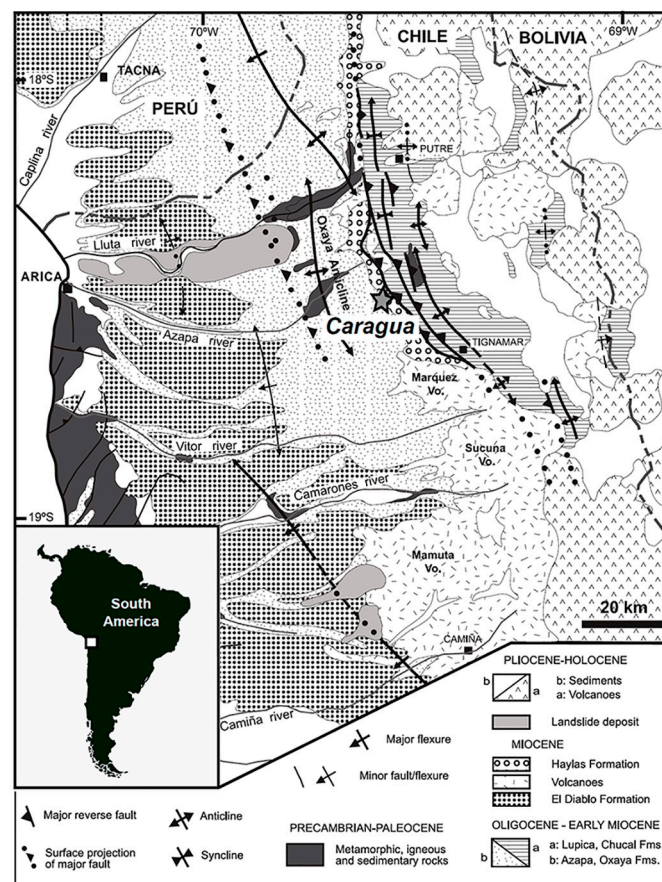 70ºW
69ºW
CHILE
BOLIVIA
18ºS
TACNA
PERÚ
PUTRE
Caplina river
Oxaya Anticline
Lluta river
ARICA
Azapa river
Caragua
TIGNAMAR
Marquez
Vo.
Vitor river
Sucuna
Vo.
Camarones river
19ºS
Mamuta
Vo.
South
America
20 km
CAMIÑA
Camiña river
PLIOCENE-HOLOCENE
b
a
b: Sediments
a: Volcanoes
Landslide deposit
MIOCENE
Haylas Formation
Volcanoes
El Diablo Formation
OLIGOCENE - EARLY MIOCENE
b
a
a: Lupica, Chucal Fms.
b: Azapa, Oxaya Fms.
Major flexure
Minor fault/flexure
Major reverse fault
Anticline
Surface projection
of major fault
Syncline
PRECAMBRIAN-PALEOCENE
Metamorphic, igneous
and sedimentary rocks